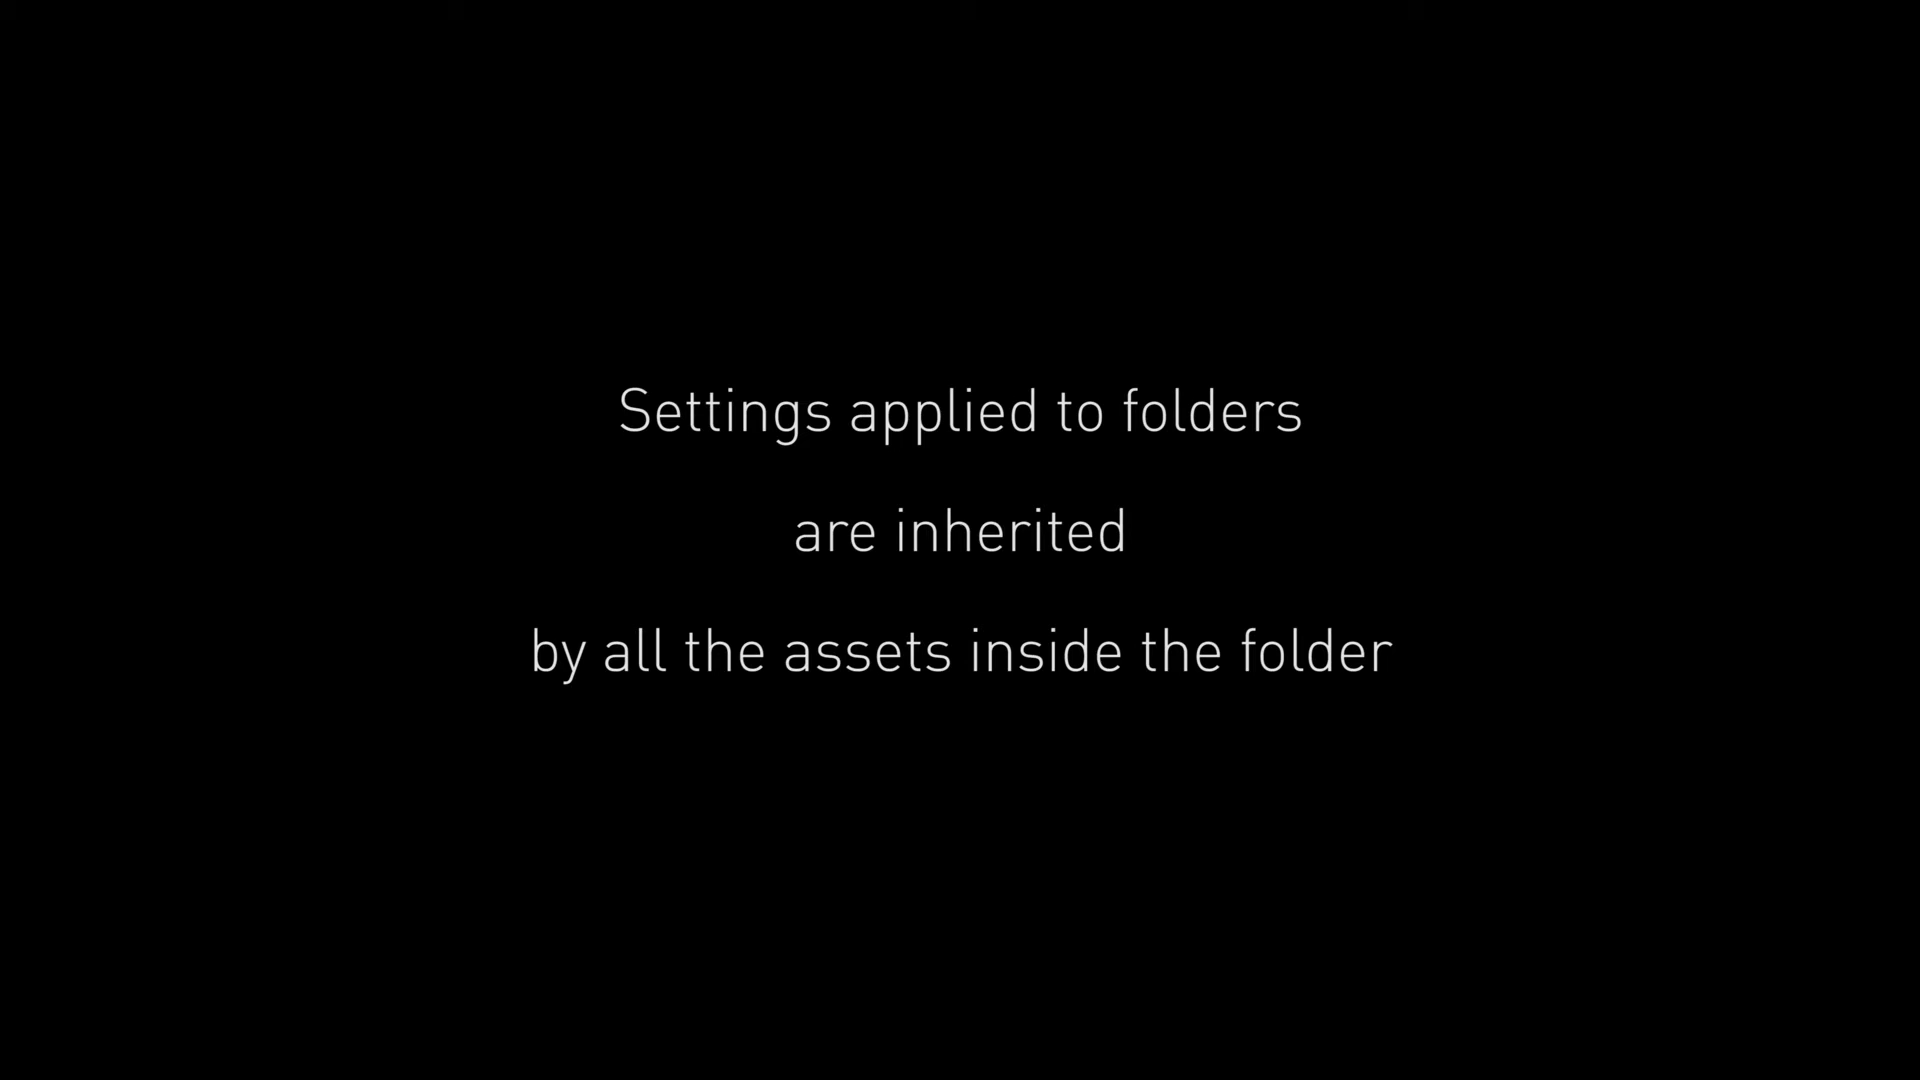 Settings applied to folders
are inherited
by all the assets inside the folder